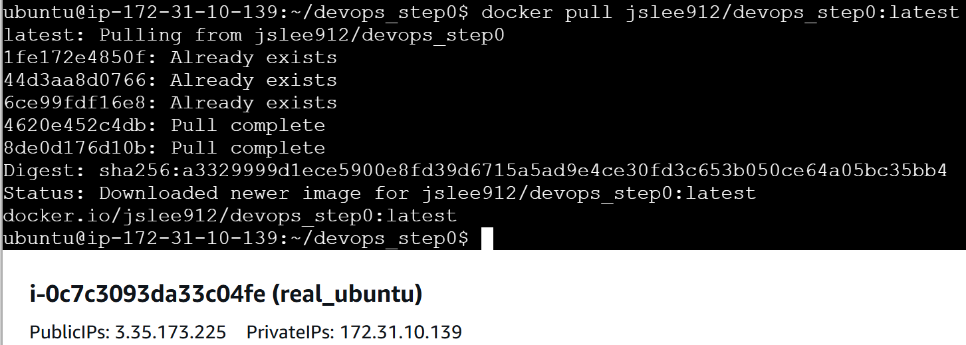 ubuntu@ip-172-31-10-139:~/devops_step0$ docker pull jslee912/devops_step0:latest
latest: Pulling from jslee912/devops_step0
1fe172e4850f: Already exists
44d3aa8d0766: Already exists
6ce99fdf16e8: Already exists
4620e452c4db: Pull complete
8de0d176d10b: Pull complete
Digest: sha256:a3329999d1ece5900e8fd39d6715a5ad9e4ce30fd3c653b050ce64a05bc35bb4
Status: Downloaded newer image for jslee912/devops_step0:latest
docker.io/jslee912/devops_step0:latest
ubuntu@ip-172-31-10-139:~/devops_step0$
i-0c7c3093da33c04fe (real_ubuntu)
PublicIPs: 3.35.173.225 PrivateIPs: 172.31.10.139